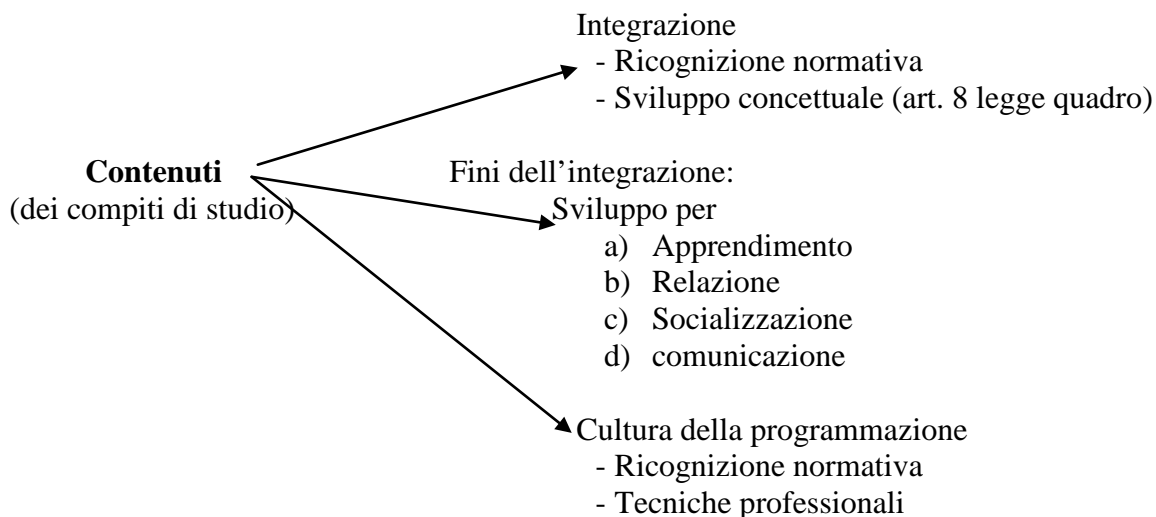 Integrazione
- Ricognizione normativa
- Sviluppo concettuale (art. 8 legge quadro)
Contenuti
(dei compiti di studio)
Fini dell’integrazione:
Sviluppo per
a) Apprendimento
b) Relazione
c) Socializzazione
d) comunicazione
Cultura della programmazione
- Ricognizione normativa
- Tecniche professionali